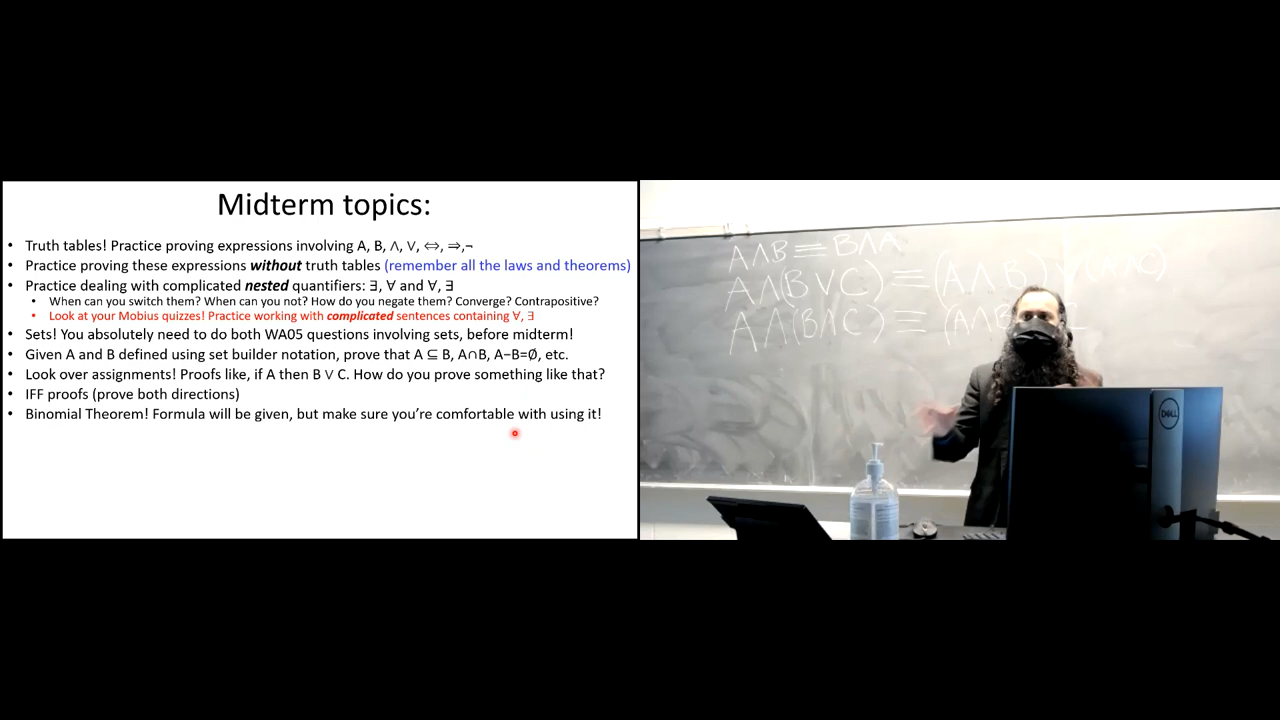 Midterm topics:
• Truth tables! Practice proving expressions involving A, B, ∧, ∨, ⇔, ⇒,¬
• Practice proving these expressions without truth tables (remember all the laws and theorems)
• Practice dealing with complicated nested quantifiers: ∃, ∀ and ∀, ∃
• When can you switch them? When can you not? How do you negate them? Converge? Contrapositive?
• Look at your Mobius quizzes! Practice working with complicated sentences containing ∀, ∃
• Sets! You absolutely need to do both WA05 questions involving sets, before midterm!
• Given A and B defined using set builder notation, prove that A ⊆ B, A∩B, A−B=∅, etc.
• Look over assignments! Proofs like, if A then B ∨ C. How do you prove something like that?
• IFF proofs (prove both directions)
• Binomial Theorem! Formula will be given, but make sure you're comfortable with using it!
A∧B ≡ B∧A
A∧(B∨C) ≡ (A∧B)∨(A∧C)
A∧(B∧C) ≡ (A∧B
DELL